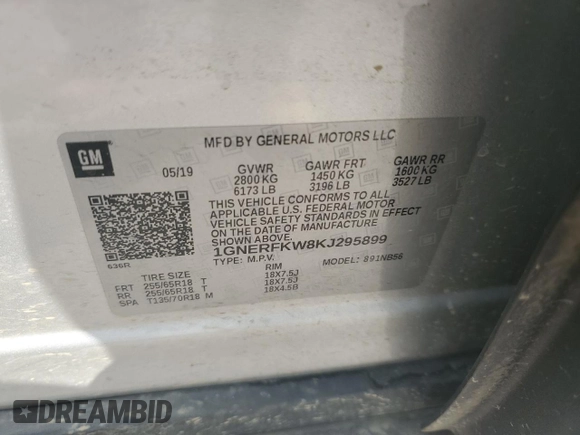 MFD BY GENERAL MOTORS LLC
GM
05/19 GVWR GAWR FRT GAWR RR
2800 KG 1450 KG 1600 KG
6173 LB 3196 LB 3527 LB
THIS VEHICLE CONFORMS TO ALL
APPLICABLE U.S. FEDERAL MOTOR
VEHICLE SAFETY STANDARDS IN EFFECT
ON THE DATE OF MANUFACTURE
SHOWN ABOVE.
1GNERFKW8KJ295899
TYPE: M.P.V. MODEL: 891NB56
636R
TIRE SIZE RIM
FRT 255/65R18 T 18X7.5J
RR 255/65R18 T 18X7.5J
SPA T135/70R18 M 18X4.5B
DREAMBID